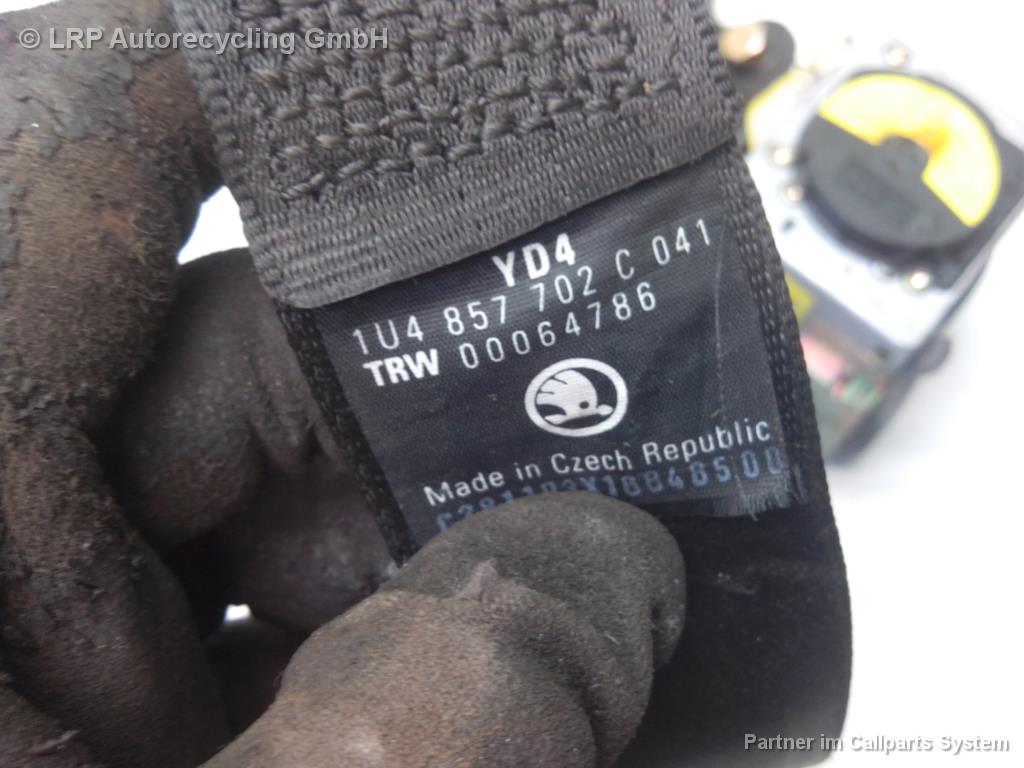 © LRP Autorecycling GmbH
YD4
1U4 857 702 C 041
TRW 00064786
Made in Czech Republic
Partner im Callparts System